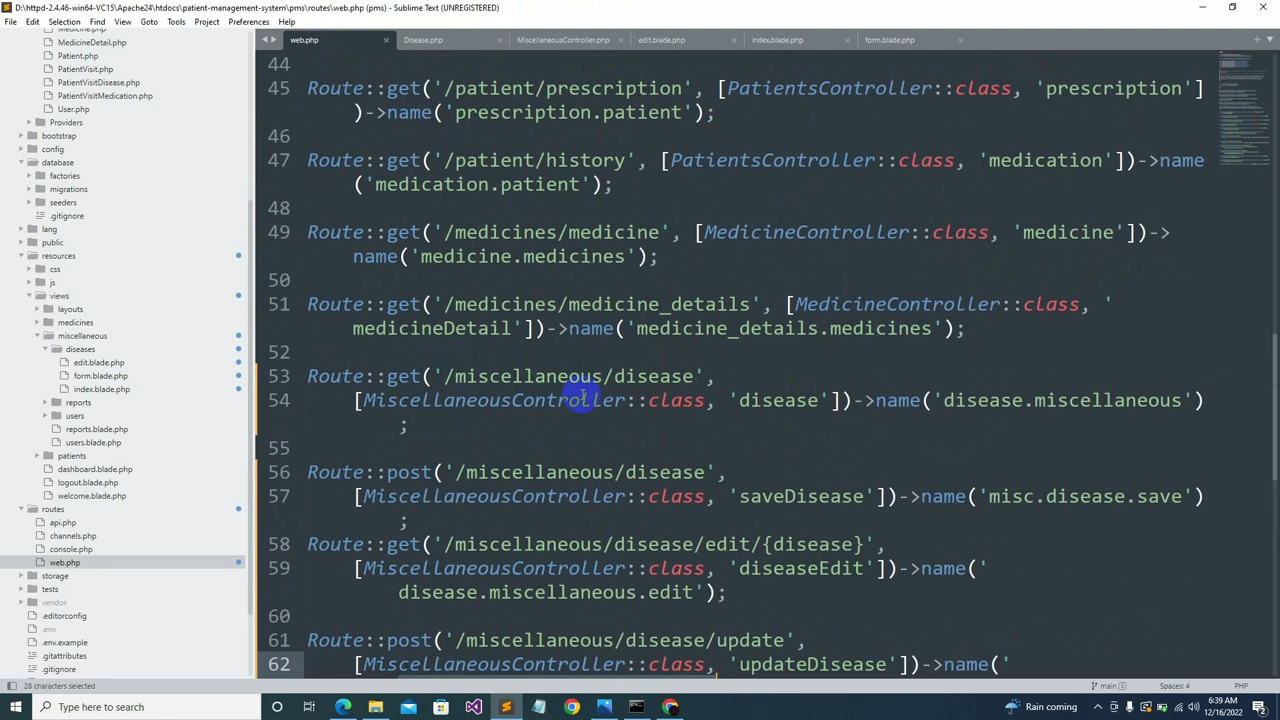 D:\httpd-2.4.46-win64-VC15\Apache24\htdocs\patient-management-system\pms\routes\web.php (pms) - Sublime Text (UNREGISTERED)
File Edit Selection Find View Goto Tools Project Preferences Help
Medicine.php
MedicineDetail.php
Patient.php
PatientVisit.php
PatientVisitDisease.php
PatientVisitMedication.php
User.php
Providers
bootstrap
config
database
factories
migrations
seeders
.gitignore
lang
public
resources
css
js
views
layouts
medicines
miscellaneous
diseases
edit.blade.php
form.blade.php
index.blade.php
reports
users
reports.blade.php
users.blade.php
patients
dashboard.blade.php
logout.blade.php
welcome.blade.php
routes
api.php
channels.php
console.php
web.php
storage
tests
vendor
.editorconfig
.env
.env.example
.gitattributes
.gitignore
web.php Disease.php MiscellaneousController.php edit.blade.php index.blade.php form.blade.php
44
45 Route::get('/patient/prescription', [PatientsController::class, 'prescription']
)->name('prescription.patient');
46
47 Route::get('/patient/history', [PatientsController::class, 'medication'])->name
('medication.patient');
48
49 Route::get('/medicines/medicine', [MedicineController::class, 'medicine'])->
name('medicine.medicines');
50
51 Route::get('/medicines/medicine_details', [MedicineController::class, '
medicineDetail'])->name('medicine_details.medicines');
52
53 Route::get('/miscellaneous/disease',
54 [MiscellaneousController::class, 'disease'])->name('disease.miscellaneous')
;
55
56 Route::post('/miscellaneous/disease',
57 [MiscellaneousController::class, 'saveDisease'])->name('misc.disease.save')
;
58 Route::get('/miscellaneous/disease/edit/{disease}',
59 [MiscellaneousController::class, 'diseaseEdit'])->name('
disease.miscellaneous.edit');
60
61 Route::post('/miscellaneous/disease/update',
62 [MiscellaneousController::class, 'updateDisease'])->name('
28 characters selected
main
Spaces: 4
PHP
Type here to search
Rain coming
6:39 AM
12/16/2022